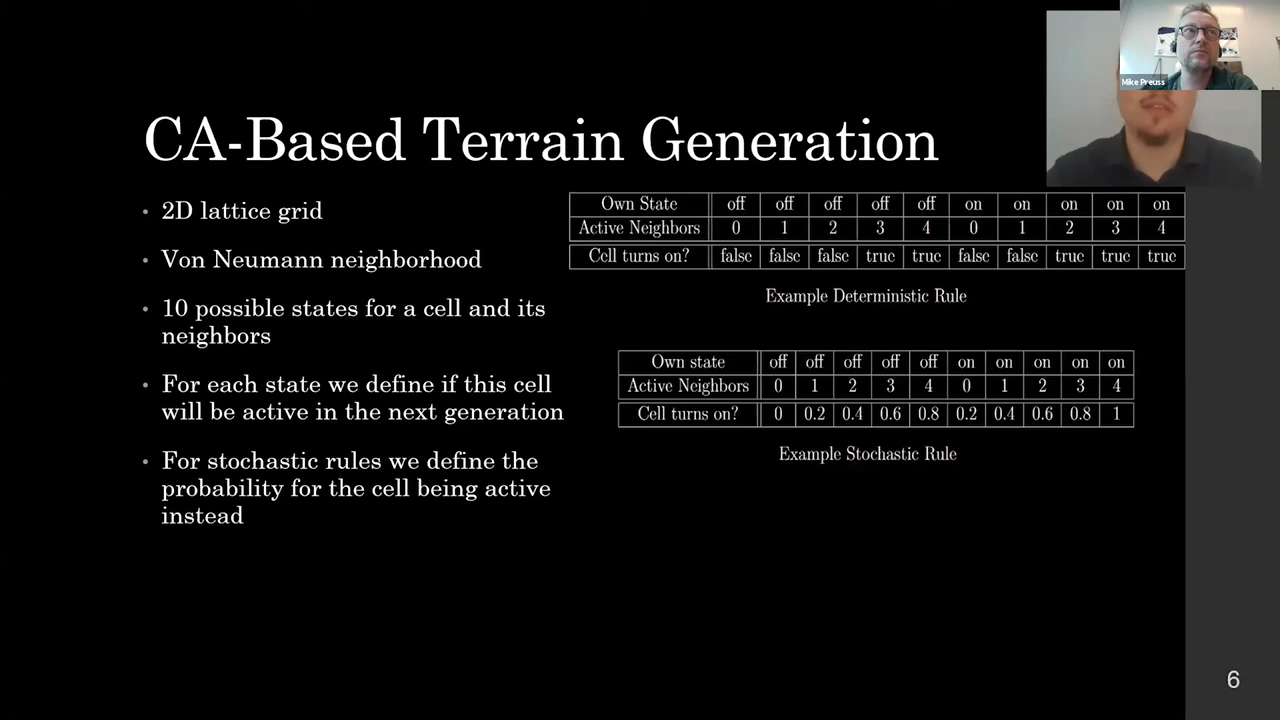 Mike Preuss
CA-Based Terrain Generation
• 2D lattice grid
• Von Neumann neighborhood
• 10 possible states for a cell and its
neighbors
• For each state we define if this cell
will be active in the next generation
• For stochastic rules we define the
probability for the cell being active
instead
Own State off off off off off on on on on on
Active Neighbors 0 1 2 3 4 0 1 2 3 4
Cell turns on? false false false true true false false true true true
Example Deterministic Rule
Own state off off off off off on on on on on
Active Neighbors 0 1 2 3 4 0 1 2 3 4
Cell turns on? 0 0.2 0.4 0.6 0.8 0.2 0.4 0.6 0.8 1
Example Stochastic Rule
6